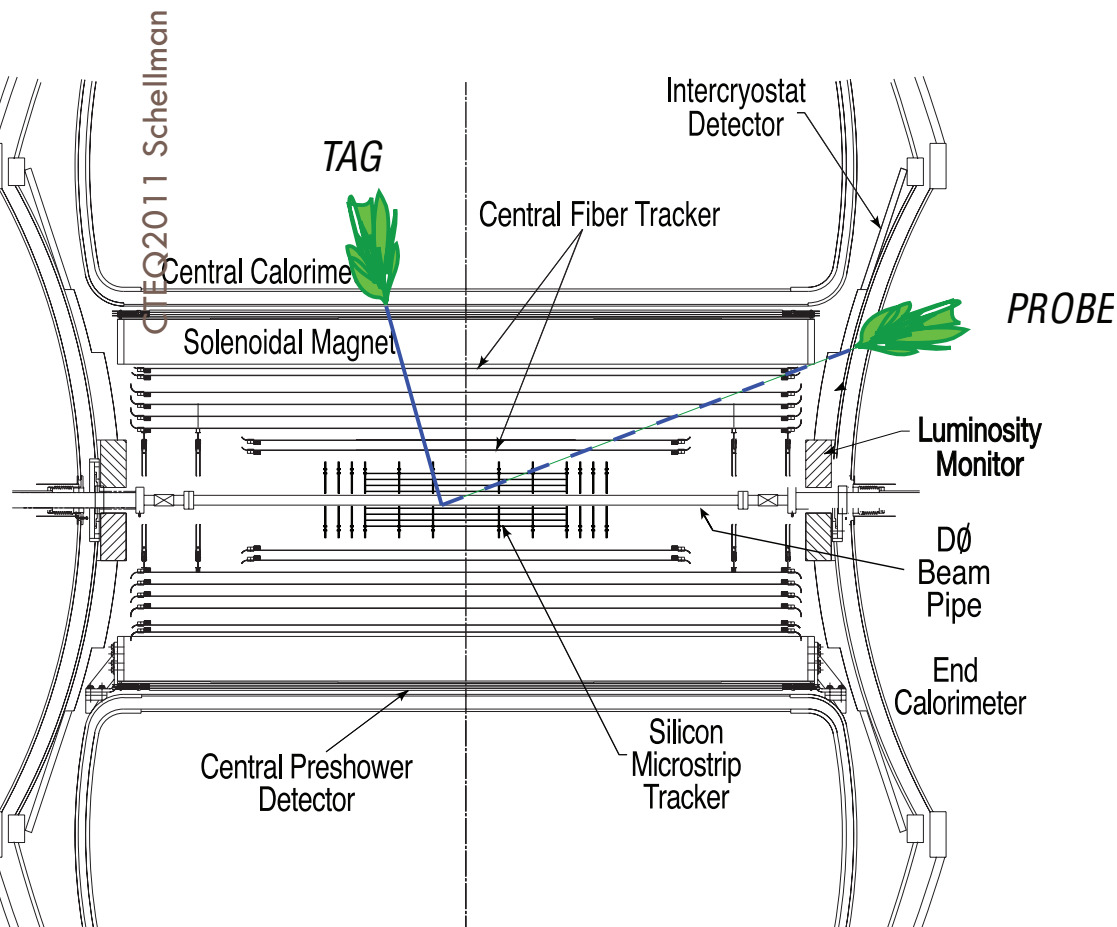 CTEQ2011 Schellman
Intercryostat
Detector
TAG
Central Fiber Tracker
Central Calorime
PROBE
Solenoidal Magnet
Luminosity
Monitor
DØ
Beam
Pipe
End
Calorimeter
Silicon
Microstrip
Tracker
Central Preshower
Detector